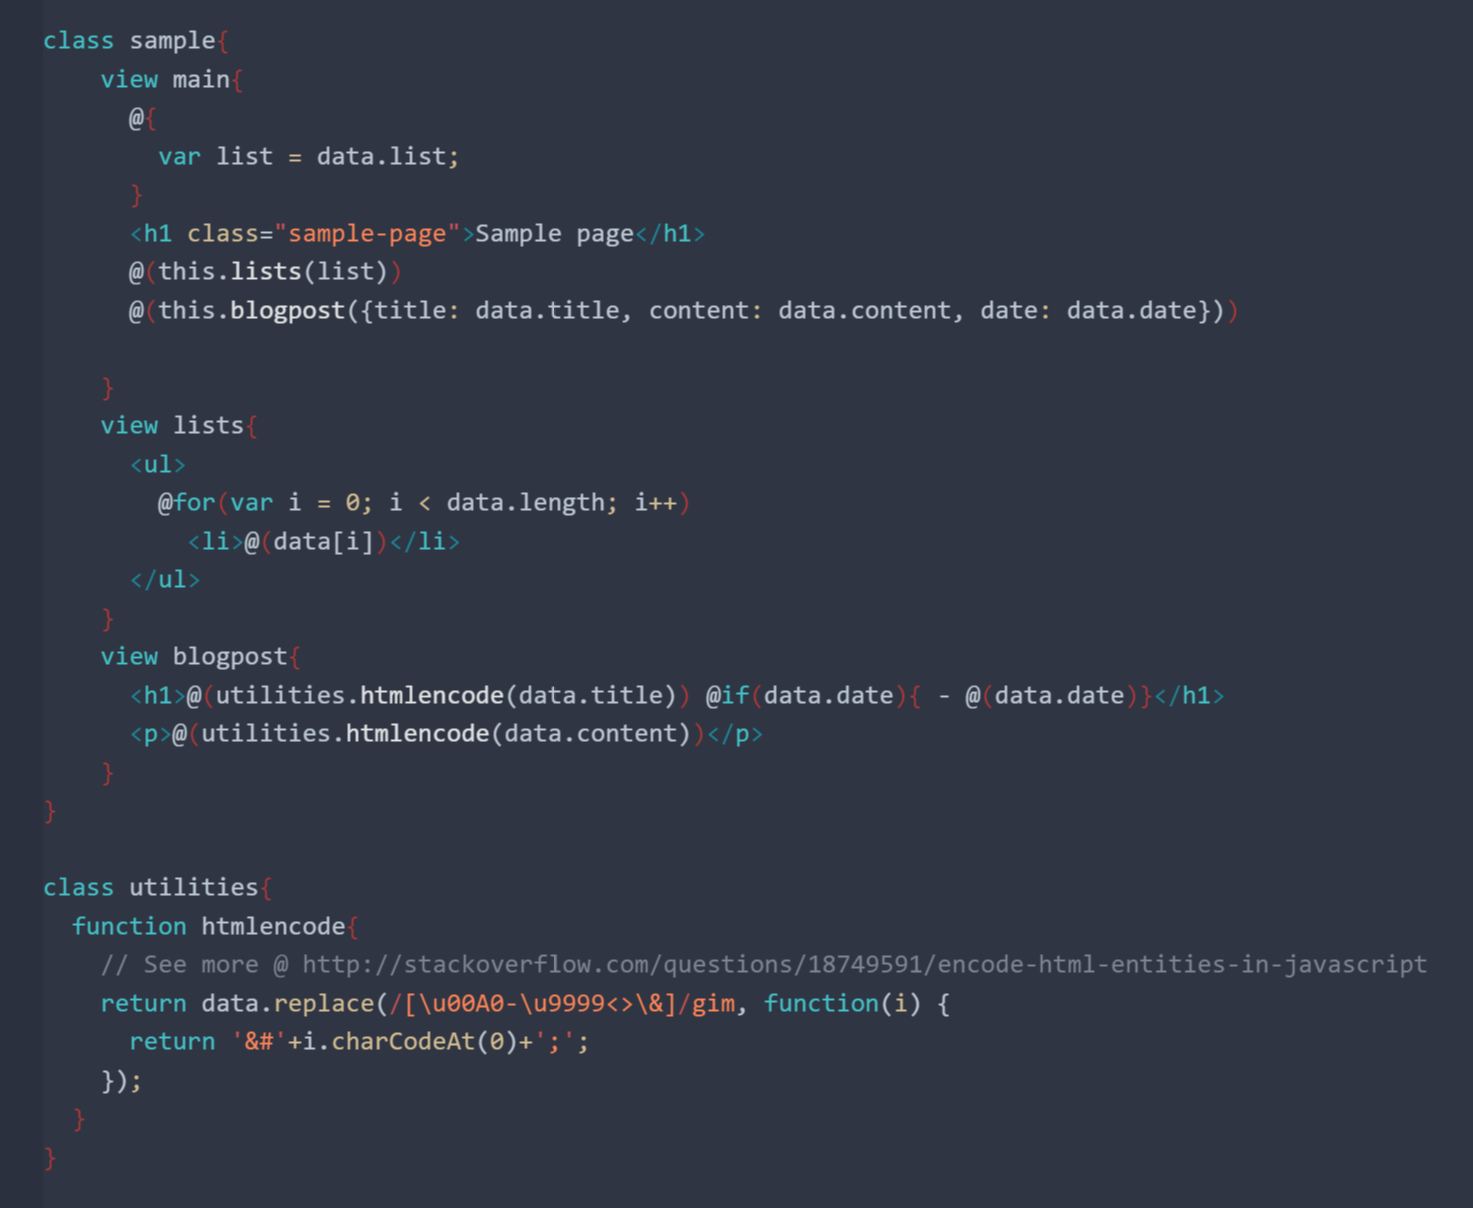 class sample{
    view main{
      @{
        var list = data.list;
      }
      <h1 class="sample-page">Sample page</h1>
      @(this.lists(list))
      @(this.blogpost({title: data.title, content: data.content, date: data.date}))

    }
    view lists{
      <ul>
        @for(var i = 0; i < data.length; i++)
          <li>@(data[i])</li>
      </ul>
    }
    view blogpost{
      <h1>@(utilities.htmlencode(data.title)) @if(data.date){ - @(data.date)}</h1>
      <p>@(utilities.htmlencode(data.content))</p>
    }
}

class utilities{
  function htmlencode{
    // See more @ http://stackoverflow.com/questions/18749591/encode-html-entities-in-javascript
    return data.replace(/[\u00A0-\u9999<>\&]/gim, function(i) {
      return '&#'+i.charCodeAt(0)+';';
    });
  }
}